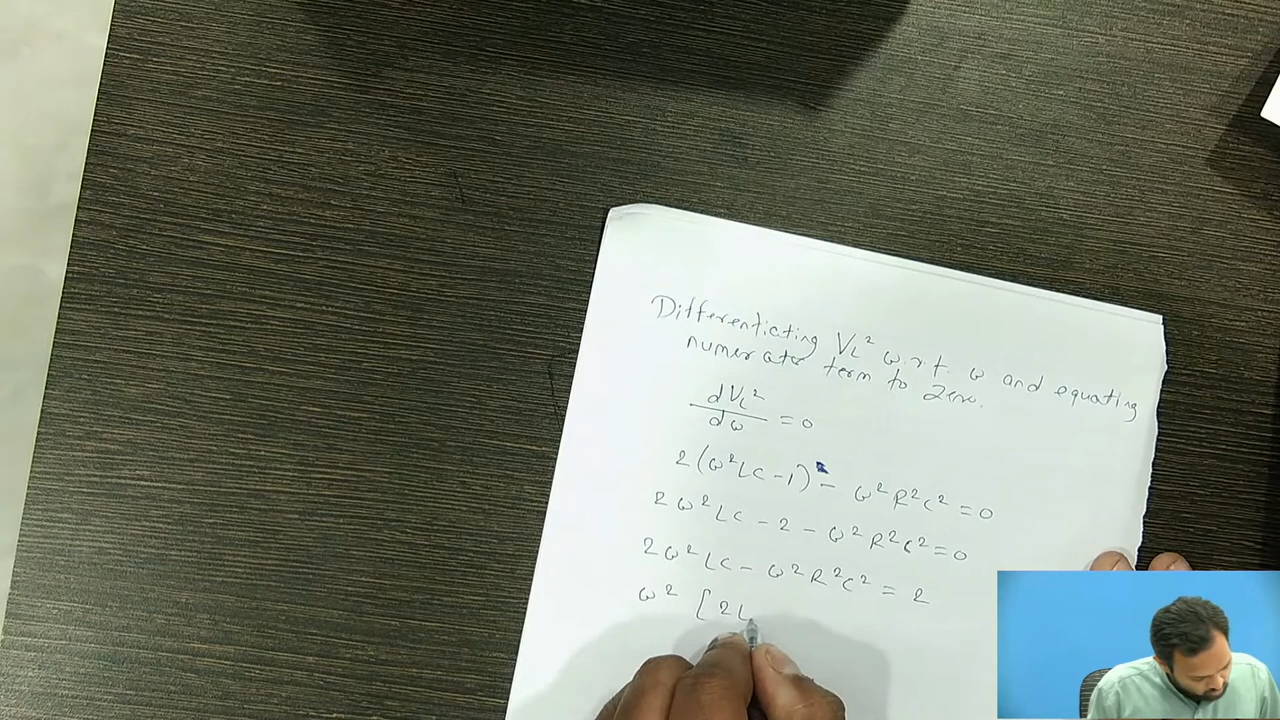 Differentiating VL² w.r.t. ω and equating
numerator term to zero.
dVL²/dω = 0
2(ω²LC - 1) - ω²R²C² = 0
2ω²LC - 2 - ω²R²C² = 0
2ω²LC - ω²R²C² = 2
ω² [2L